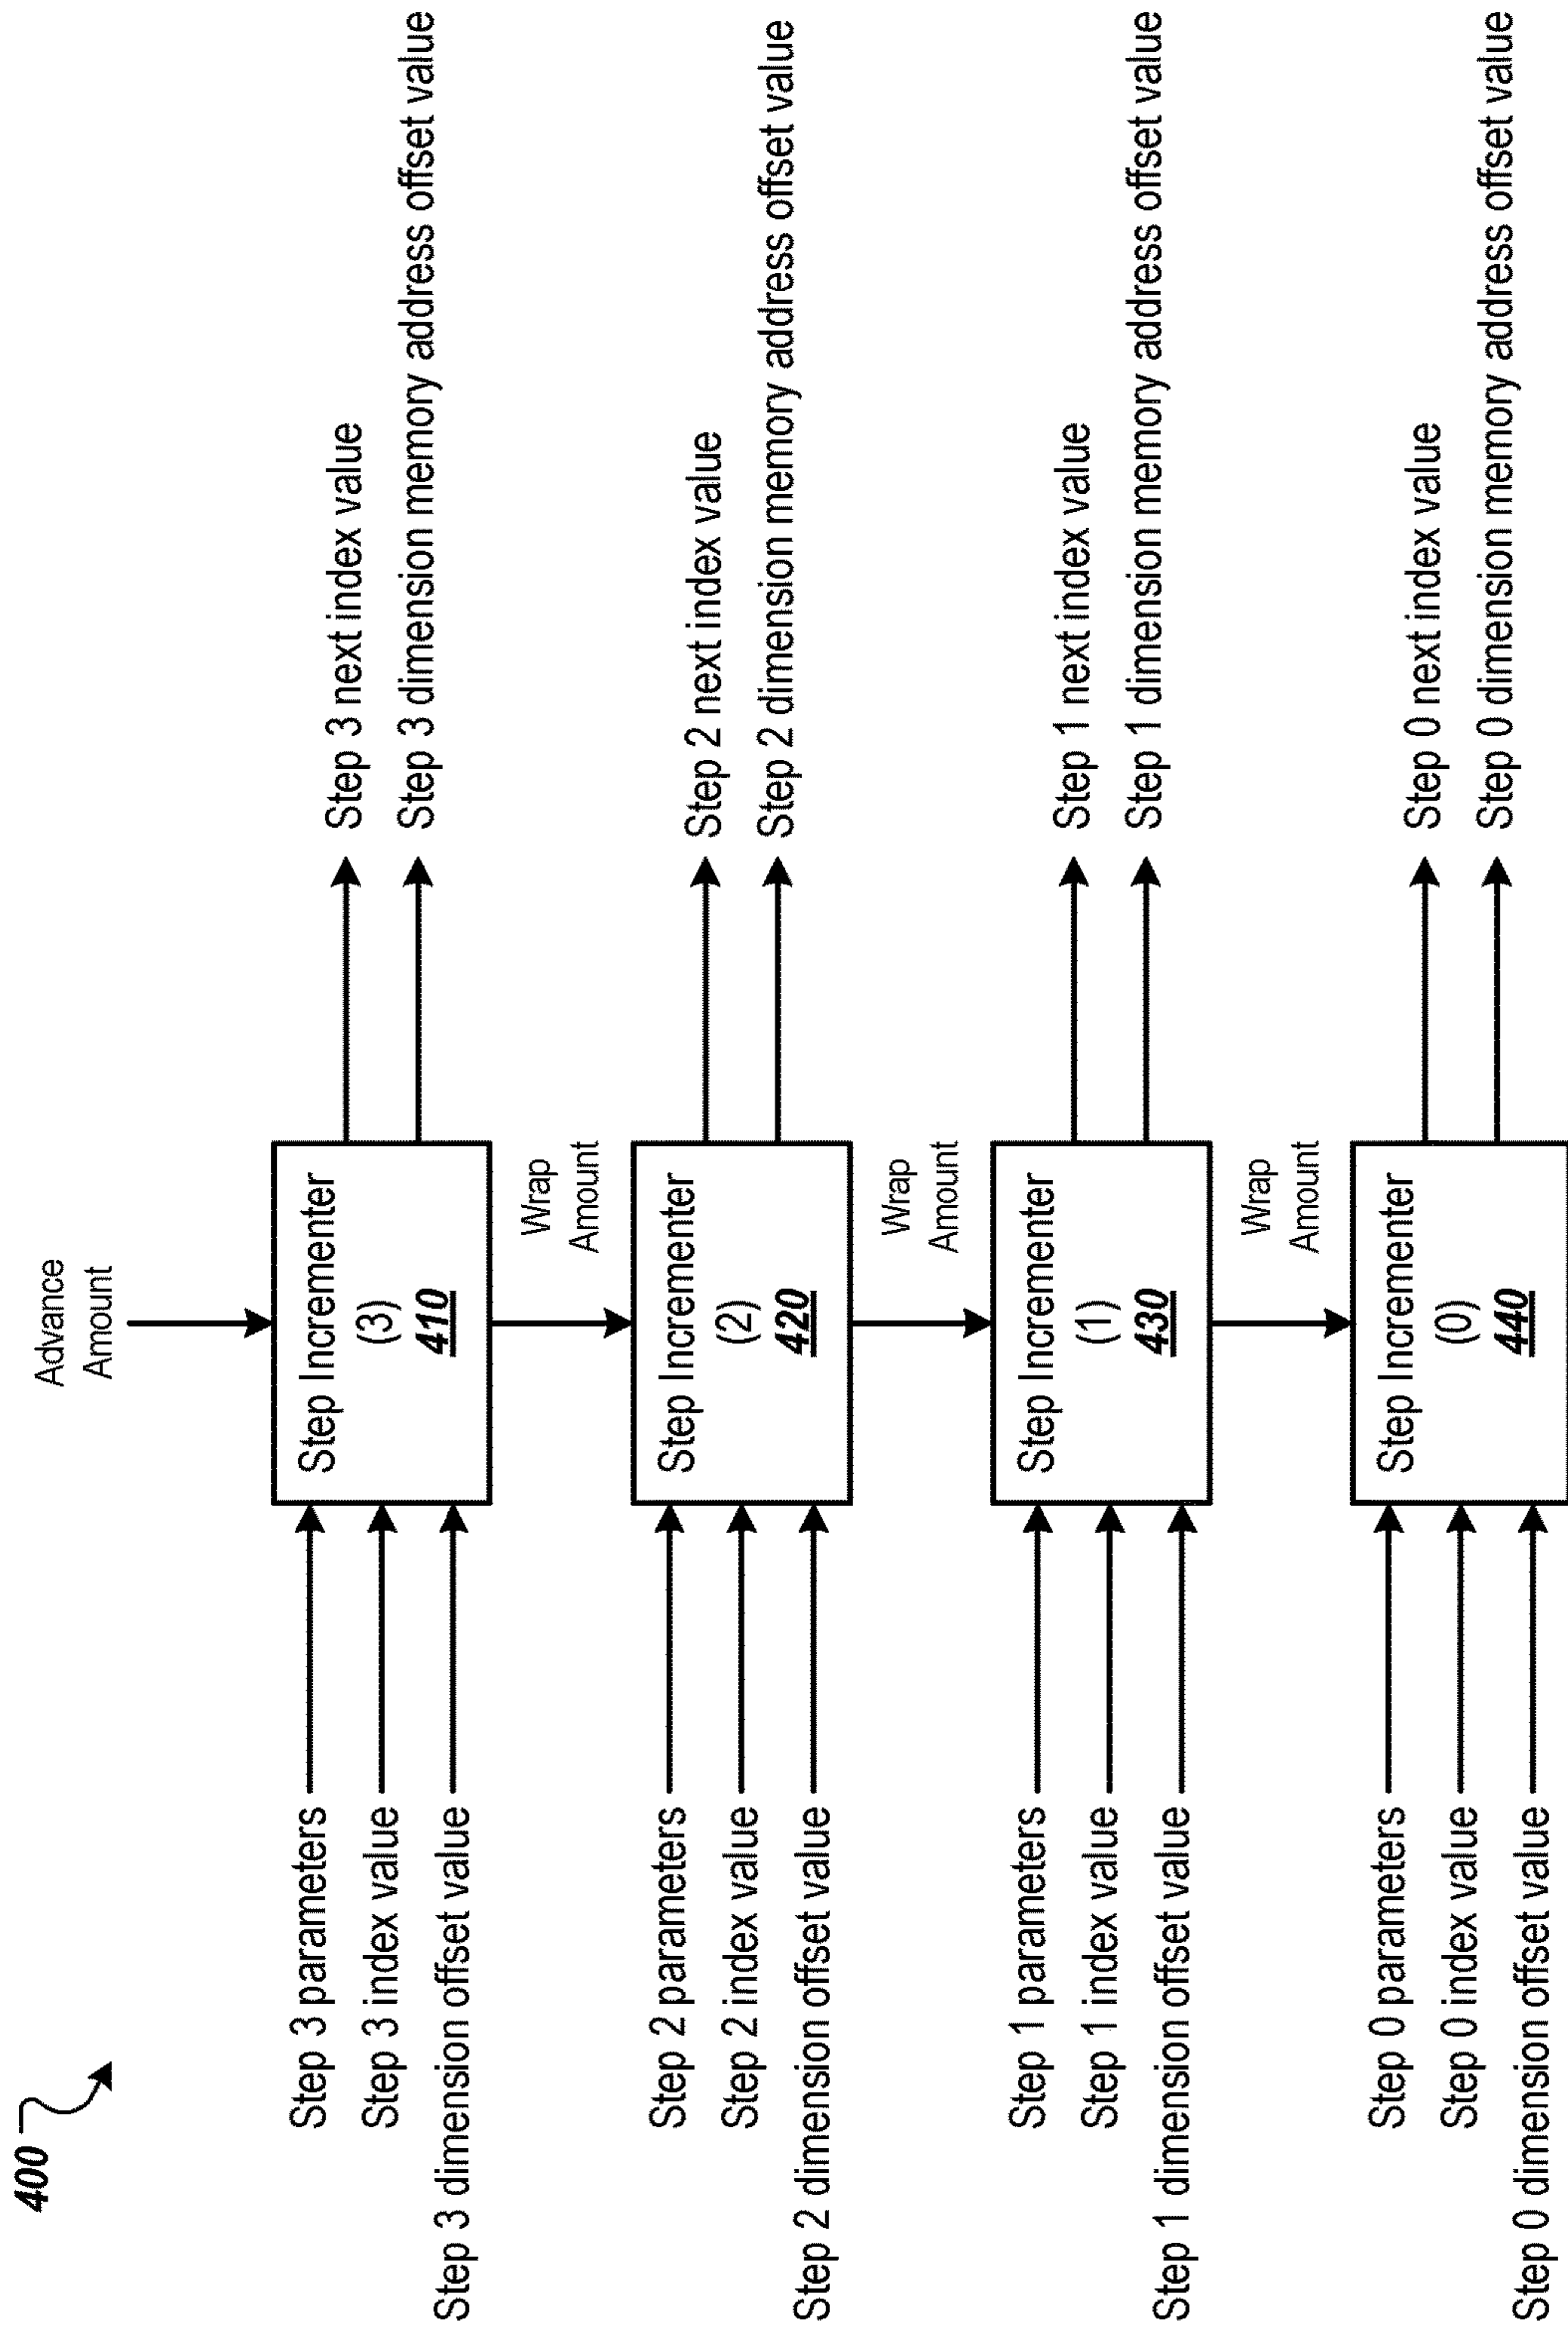 400
Advance
Amount
Step 3 parameters
Step 3 index value
Step 3 dimension offset value
Step Incrementer
(3)
410
Step 3 next index value
Step 3 dimension memory address offset value
Wrap
Amount
Step 2 parameters
Step 2 index value
Step 2 dimension offset value
Step Incrementer
(2)
420
Step 2 next index value
Step 2 dimension memory address offset value
Wrap
Amount
Step 1 parameters
Step 1 index value
Step 1 dimension offset value
Step Incrementer
(1)
430
Step 1 next index value
Step 1 dimension memory address offset value
Wrap
Amount
Step 0 parameters
Step 0 index value
Step 0 dimension offset value
Step Incrementer
(0)
440
Step 0 next index value
Step 0 dimension memory address offset value